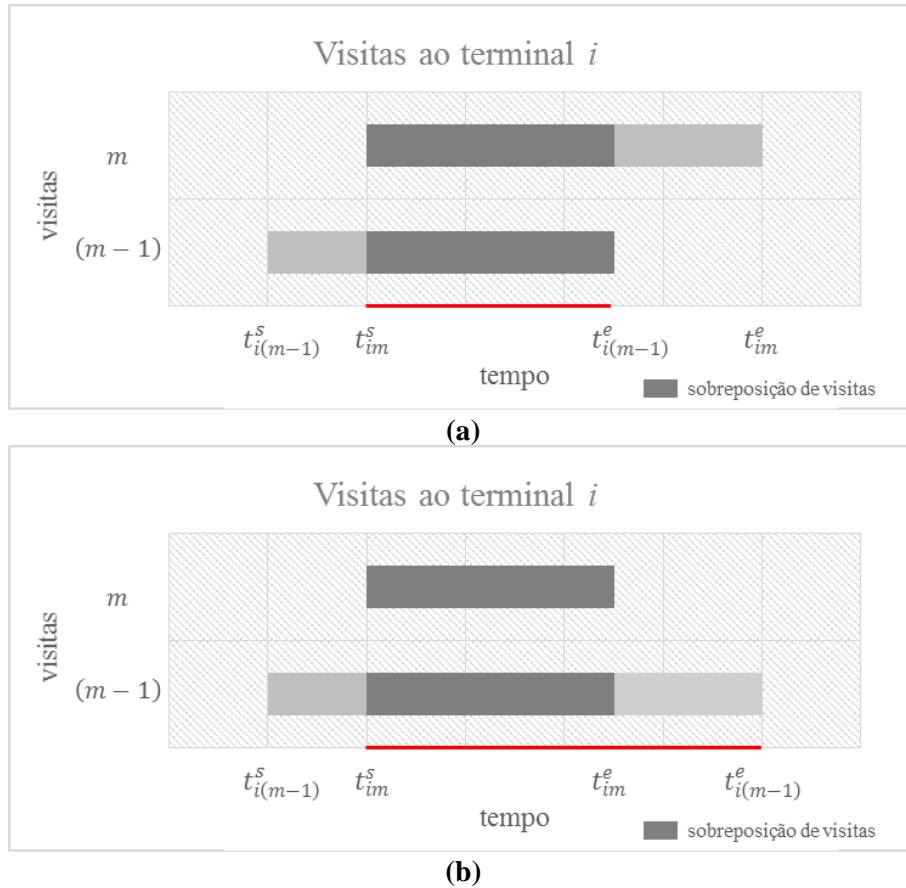 Visitas ao terminal i
visitas
m
(m − 1)
t^s_{i(m−1)} t^s_{im} t^e_{i(m−1)} t^e_{im}
tempo
sobreposição de visitas
(a)
Visitas ao terminal i
visitas
m
(m − 1)
t^s_{i(m−1)} t^s_{im} t^e_{im} t^e_{i(m−1)}
tempo
sobreposição de visitas
(b)